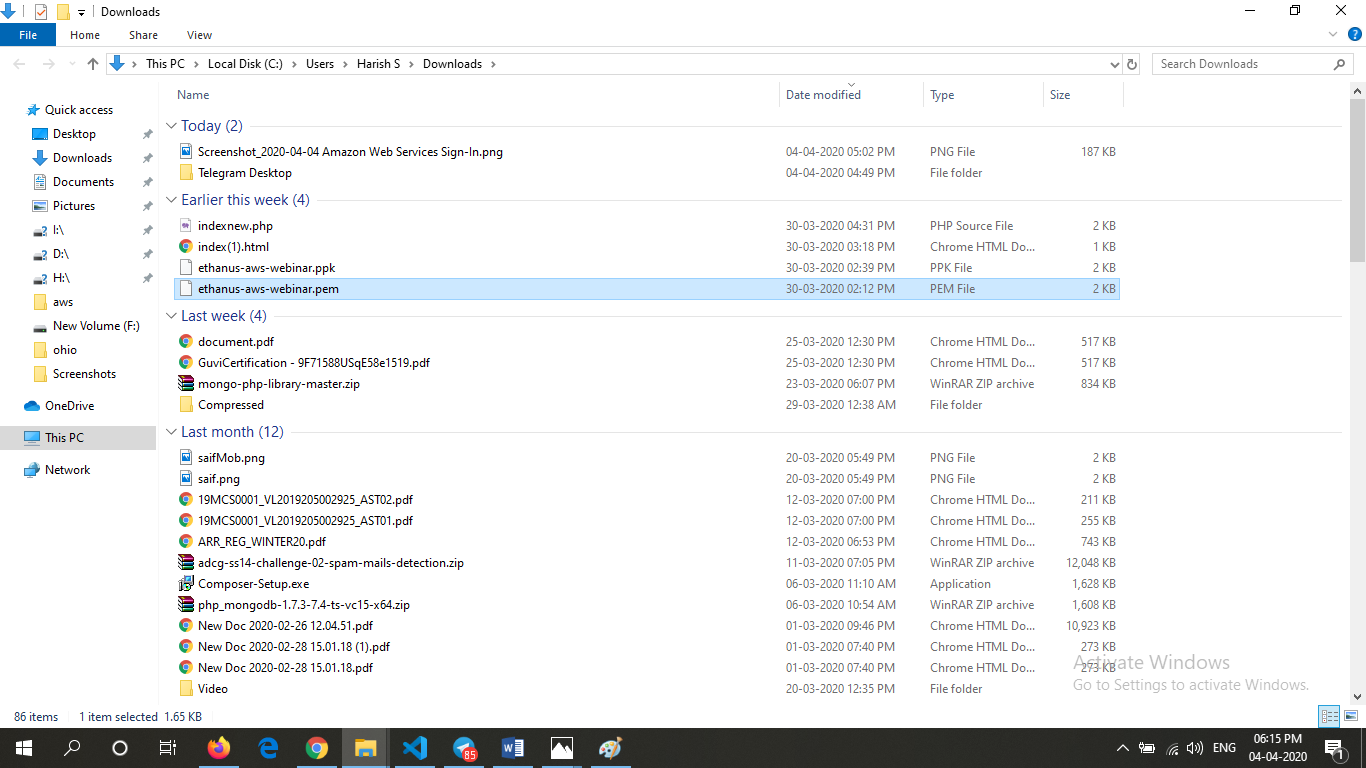 Downloads
File Home Share View
This PC Local Disk (C:) Users Harish S Downloads Search Downloads
Name Date modified Type Size
Quick access
Desktop
Downloads
Documents
Pictures
I:\
D:\
H:\
aws
New Volume (F:)
ohio
Screenshots
OneDrive
This PC
Network
Today (2)
Screenshot_2020-04-04 Amazon Web Services Sign-In.png 04-04-2020 05:02 PM PNG File 187 KB
Telegram Desktop 04-04-2020 04:49 PM File folder
Earlier this week (4)
indexnew.php 30-03-2020 04:31 PM PHP Source File 2 KB
index(1).html 30-03-2020 03:18 PM Chrome HTML Do... 1 KB
ethanus-aws-webinar.ppk 30-03-2020 02:39 PM PPK File 2 KB
ethanus-aws-webinar.pem 30-03-2020 02:12 PM PEM File 2 KB
Last week (4)
document.pdf 25-03-2020 12:30 PM Chrome HTML Do... 517 KB
GuviCertification - 9F71588USqE58e1519.pdf 25-03-2020 12:30 PM Chrome HTML Do... 517 KB
mongo-php-library-master.zip 23-03-2020 06:07 PM WinRAR ZIP archive 834 KB
Compressed 29-03-2020 12:38 AM File folder
Last month (12)
saifMob.png 20-03-2020 05:49 PM PNG File 2 KB
saif.png 20-03-2020 05:49 PM PNG File 2 KB
19MCS0001_VL2019205002925_AST02.pdf 12-03-2020 07:00 PM Chrome HTML Do... 211 KB
19MCS0001_VL2019205002925_AST01.pdf 12-03-2020 07:00 PM Chrome HTML Do... 255 KB
ARR_REG_WINTER20.pdf 12-03-2020 06:53 PM Chrome HTML Do... 743 KB
adcg-ss14-challenge-02-spam-mails-detection.zip 11-03-2020 07:05 PM WinRAR ZIP archive 12,048 KB
Composer-Setup.exe 06-03-2020 11:10 AM Application 1,628 KB
php_mongodb-1.7.3-7.4-ts-vc15-x64.zip 06-03-2020 10:54 AM WinRAR ZIP archive 1,608 KB
New Doc 2020-02-26 12.04.51.pdf 01-03-2020 09:46 PM Chrome HTML Do... 10,923 KB
New Doc 2020-02-28 15.01.18 (1).pdf 01-03-2020 07:40 PM Chrome HTML Do... 273 KB
New Doc 2020-02-28 15.01.18.pdf 01-03-2020 07:40 PM Chrome HTML Do... 273 KB
Video 20-03-2020 12:35 PM File folder
Activate Windows
Go to Settings to activate Windows.
86 items 1 item selected 1.65 KB
85
ENG
06:15 PM
04-04-2020
1